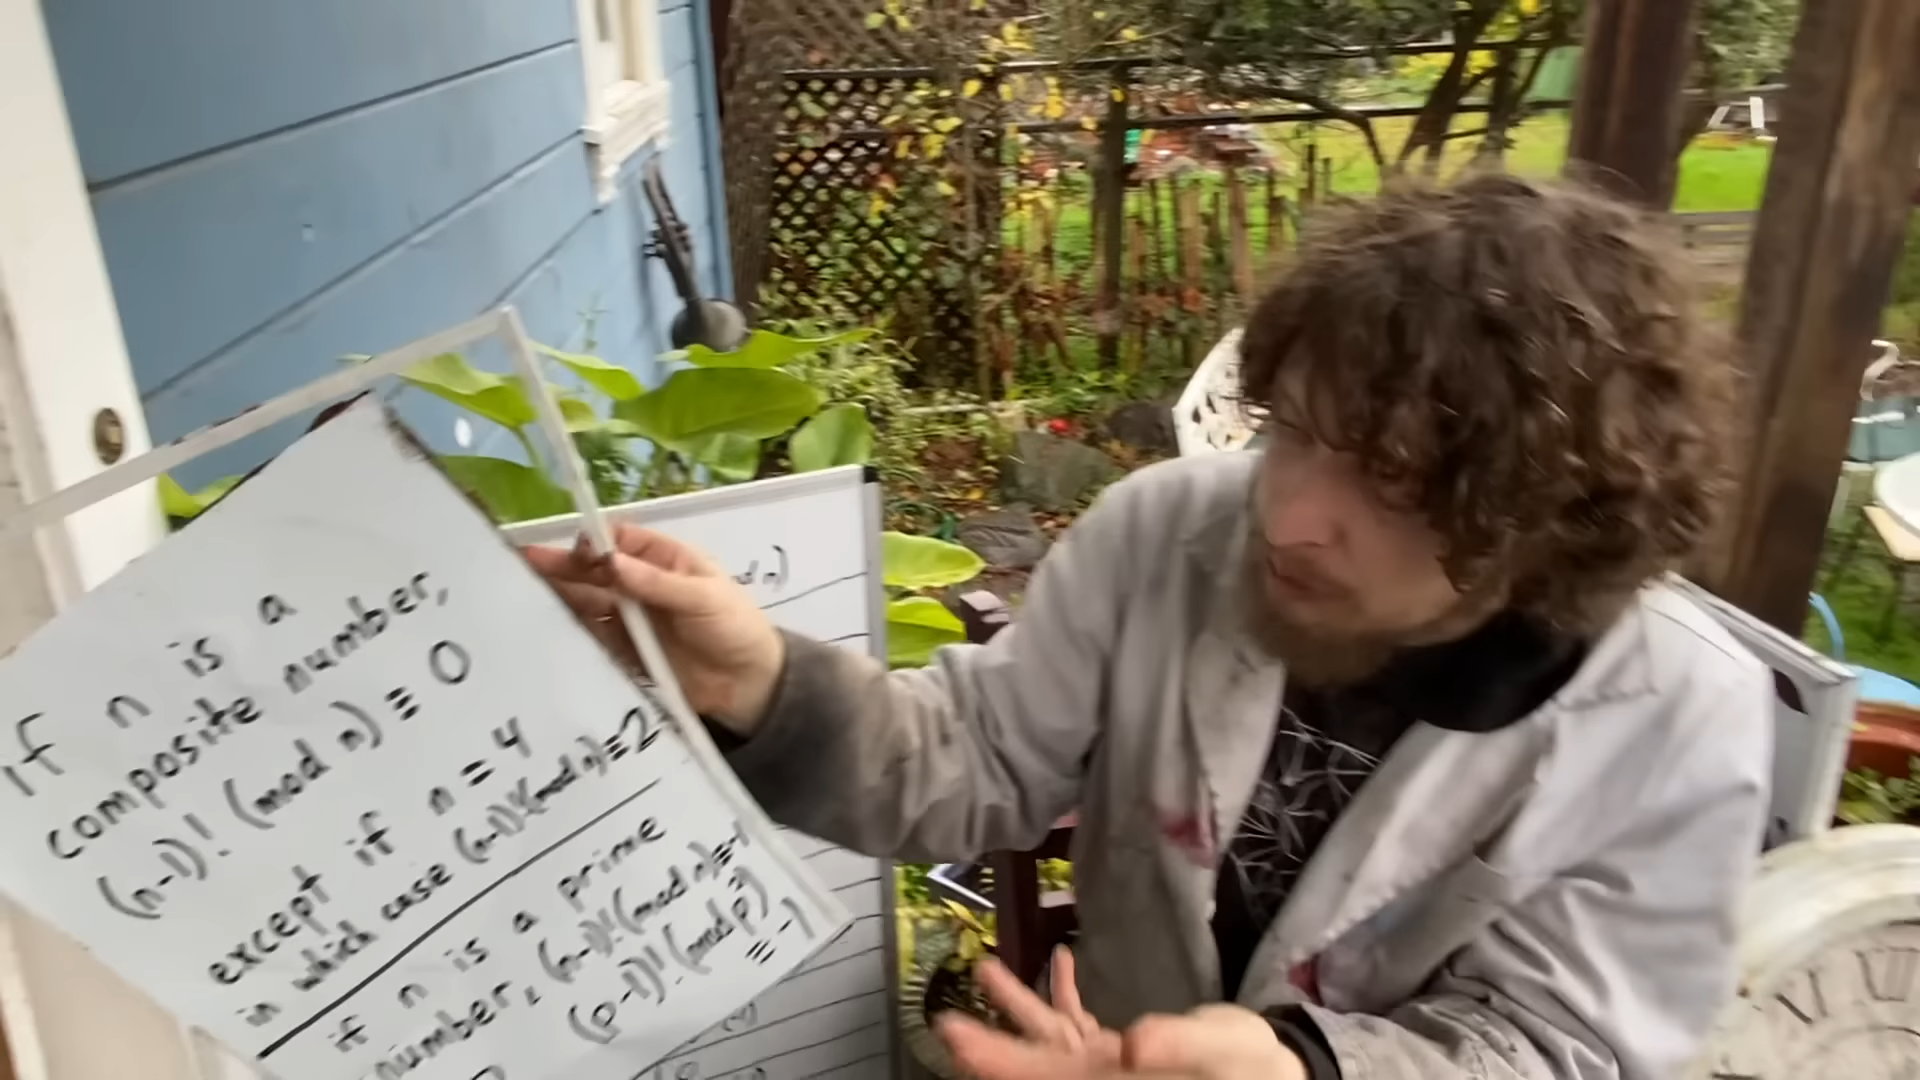 if n is a
composite number,
(n-1)! (mod n) ≡ 0
except if n = 4
in which case (n-1)!(mod n)≡2
if n is a prime
number, (n-1)!(mod n)≡-1
(p-1)! (mod p)
≡ -1
mod n)